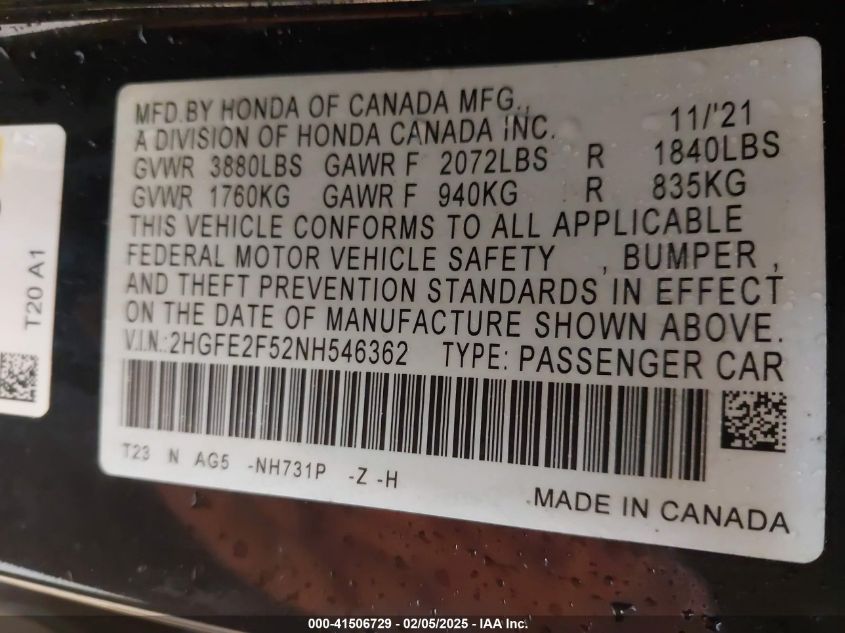 MFD.BY HONDA OF CANADA MFG.,
A DIVISION OF HONDA CANADA INC. 11/'21
GVWR 3880LBS GAWR F 2072LBS R 1840LBS
GVWR 1760KG GAWR F 940KG R 835KG
THIS VEHICLE CONFORMS TO ALL APPLICABLE
FEDERAL MOTOR VEHICLE SAFETY , BUMPER ,
AND THEFT PREVENTION STANDARDS IN EFFECT
ON THE DATE OF MANUFACTURE SHOWN ABOVE.
V.I.N.:2HGFE2F52NH546362 TYPE: PASSENGER CAR
T23 N AG5 -NH731P -Z -H
MADE IN CANADA
T20 A1
000-41506729 - 02/05/2025 - IAA Inc.